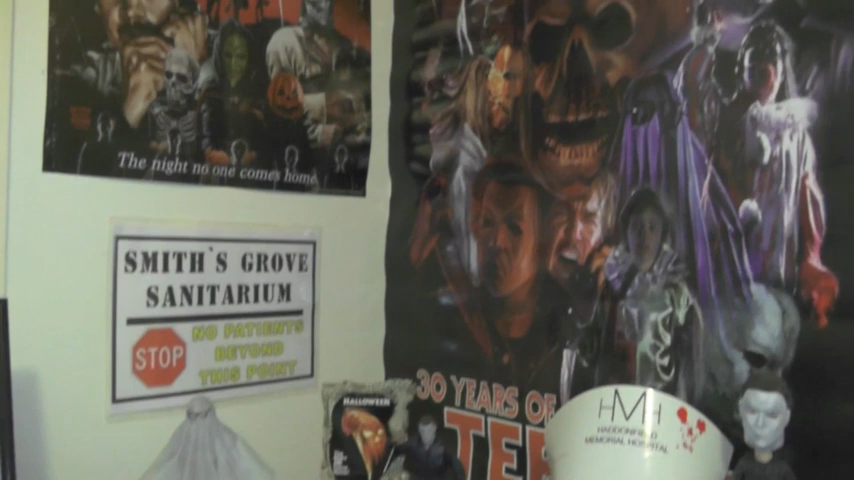 The night no one comes home
SMITH`S GROVE
SANITARIUM
STOP
NO PATIENTS
BEYOND
THIS POINT
HALLOWEEN
30 YEARS OF
HMH
HADDONFIELD
MEMORIAL HOSPITAL